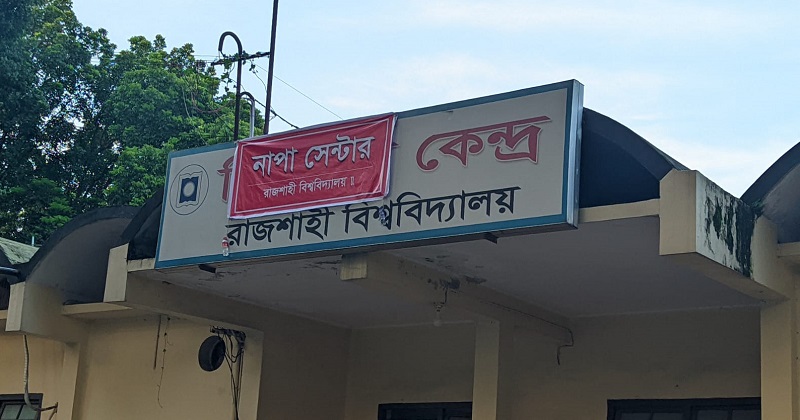 নাপা সেন্টার
রাজশাহী বিশ্ববিদ্যালয় ॥
কেন্দ্র
রাজশাহী বিশ্ববিদ্যালয়